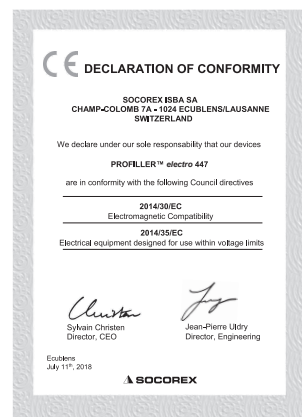 CE DECLARATION OF CONFORMITY
SOCOREX ISBA SA
CHAMP-COLOMB 7A - 1024 ECUBLENS/LAUSANNE
SWITZERLAND
We declare under our sole responsability that our devices
PROFILLER™ electro 447
are in conformity with the following Council directives
2014/30/EC
Electromagnetic Compatibility
2014/35/EC
Electrical equipment designed for use within voltage limits
Sylvain Christen
Director, CEO
Jean-Pierre Uldry
Director, Engineering
Ecublens
July 11th, 2018
SOCOREX